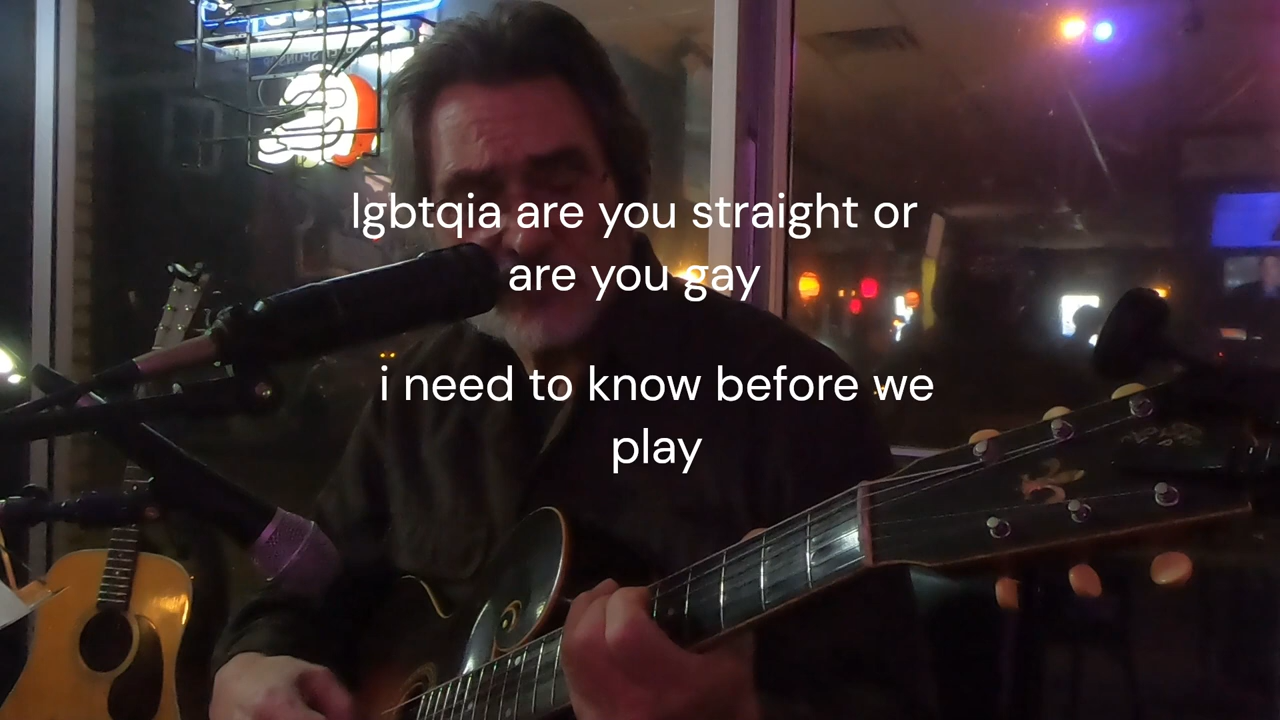 lgbtqia are you straight or
are you gay
i need to know before we
play